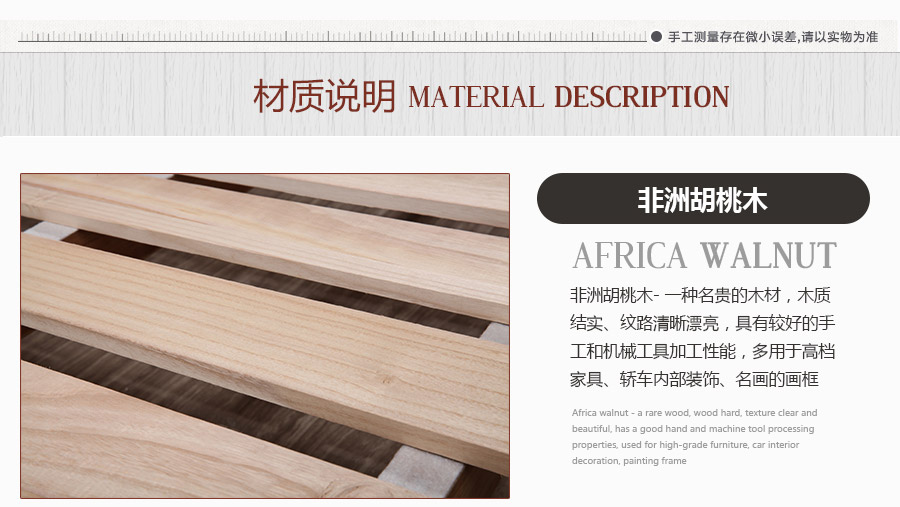 手工测量存在微小误差,请以实物为准
材质说明 MATERIAL DESCRIPTION
非洲胡桃木
AFRICA WALNUT
非洲胡桃木- 一种名贵的木材，木质
结实、纹路清晰漂亮，具有较好的手
工和机械工具加工性能，多用于高档
家具、轿车内部装饰、名画的画框
Africa walnut - a rare wood, wood hard, texture clear and
beautiful, has a good hand and machine tool processing
properties, used for high-grade furniture, car interior
decoration, painting frame